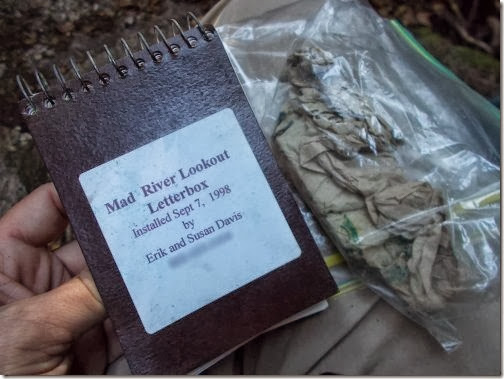 Mad River Lookout
Letterbox
Installed Sept 7, 1998
by
Erik and Susan Davis